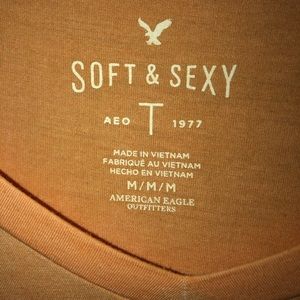 SOFT & SEXY
AEO T 1977
MADE IN VIETNAM
FABRIQUÉ AU VIETNAM
HECHO EN VIETNAM
M/M/M
AMERICAN EAGLE
OUTFITTERS